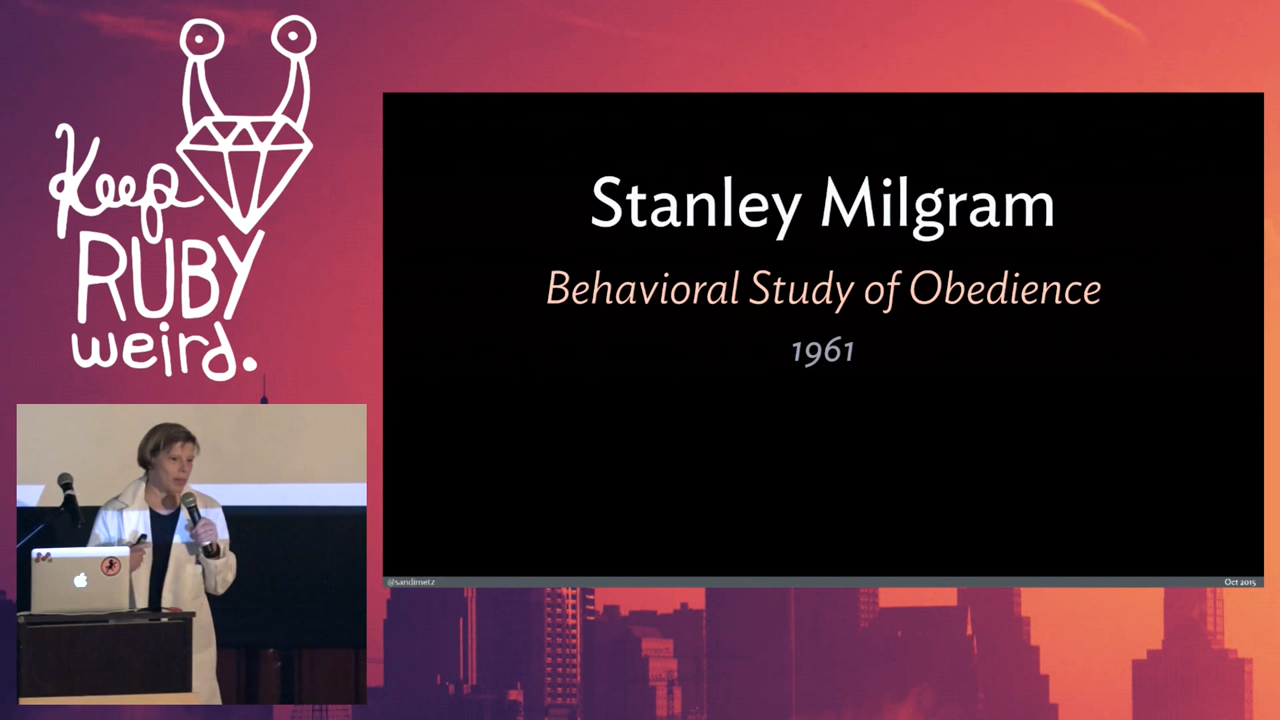 Keep
RUBY
weird.
Stanley Milgram
Behavioral Study of Obedience
1961
@sandimetz
Oct 2015